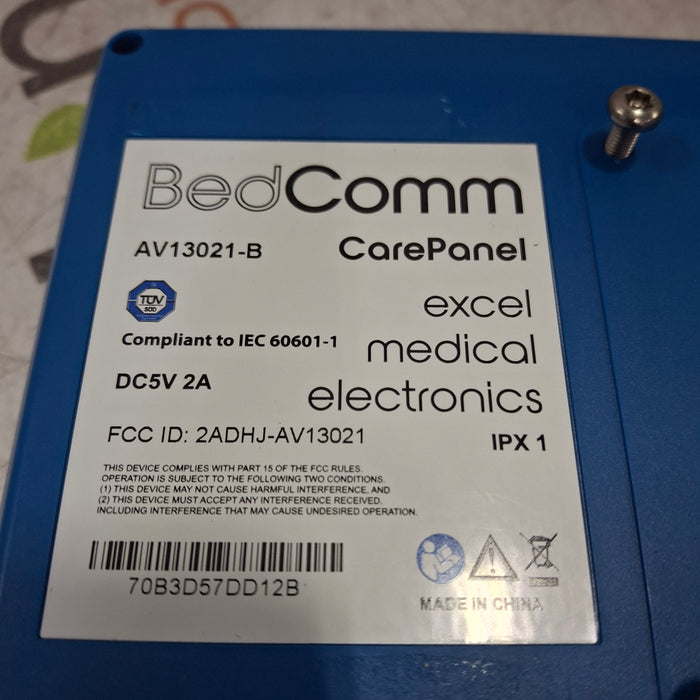 BedComm
AV13021-B
CarePanel
TÜV
SÜD
excel
Compliant to IEC 60601-1
medical
DC5V 2A
electronics
FCC ID: 2ADHJ-AV13021
IPX 1
THIS DEVICE COMPLIES WITH PART 15 OF THE FCC RULES.
OPERATION IS SUBJECT TO THE FOLLOWING TWO CONDITIONS.
(1) THIS DEVICE MAY NOT CAUSE HARMFUL INTERFERENCE, AND
(2) THIS DEVICE MUST ACCEPT ANY INTERFERENCE RECEIVED,
INCLUDING INTERFERENCE THAT MAY CAUSE UNDESIRED OPERATION.
70B3D57DD12B
MADE IN CHINA